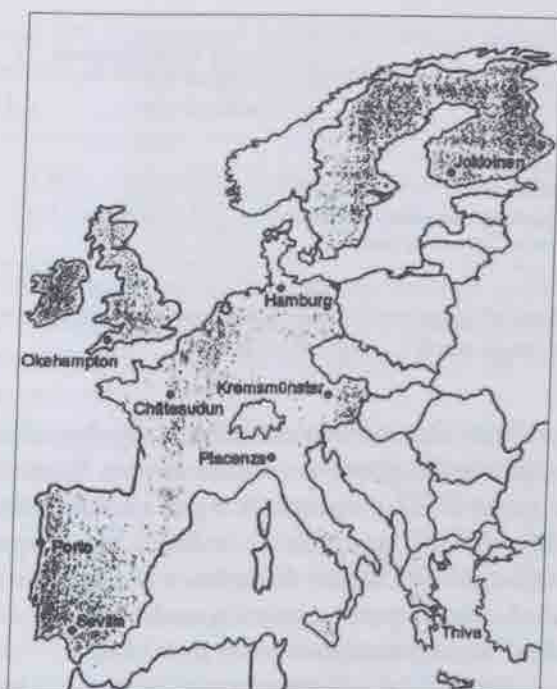 Jokioinen
Hamburg
Okehampton
Kremsmünster
Châteaudun
Piacenza
Porto
Sevilla
Thiva